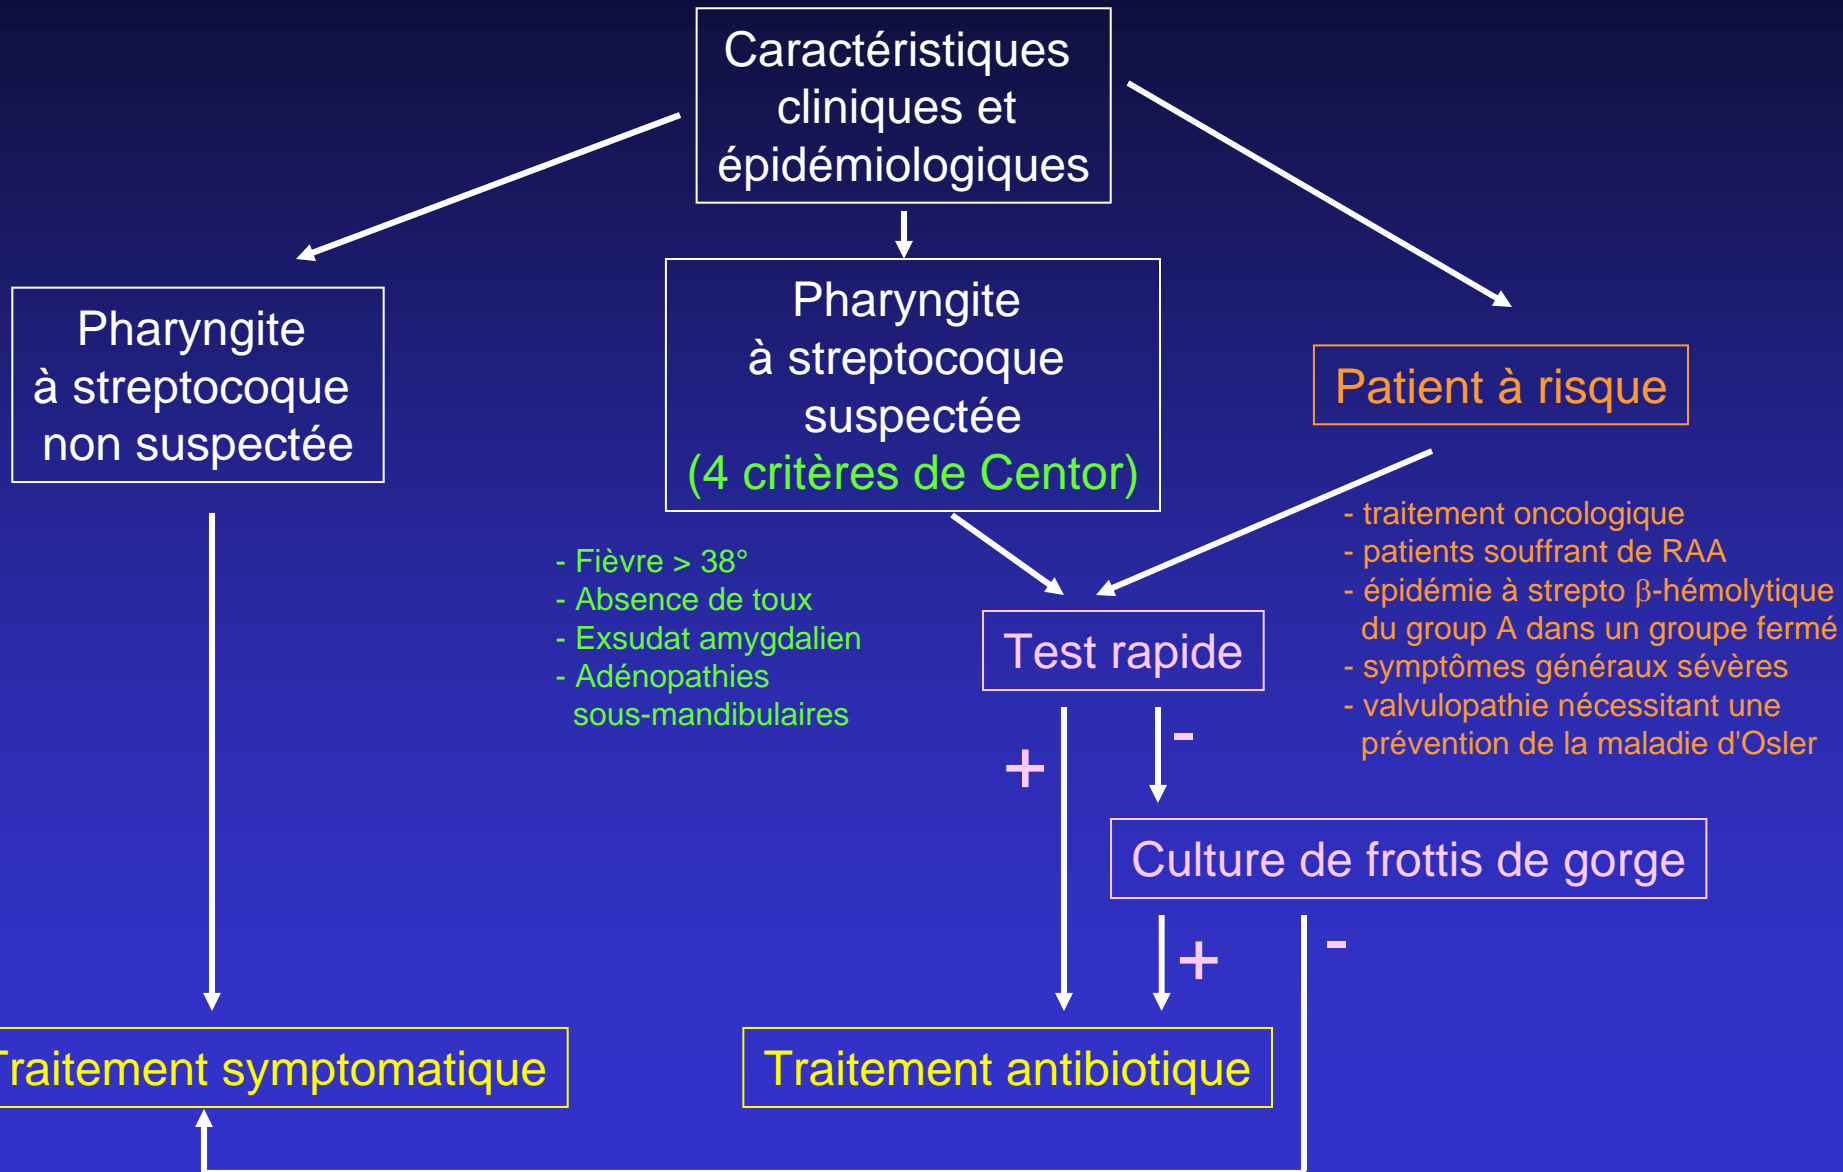 Caractéristiques
cliniques et
épidémiologiques
Pharyngite
à streptocoque
non suspectée
Pharyngite
à streptocoque
suspectée
(4 critères de Centor)
Patient à risque
- Fièvre > 38°
- Absence de toux
- Exsudat amygdalien
- Adénopathies
sous-mandibulaires
- traitement oncologique
- patients souffrant de RAA
- épidémie à strepto β-hémolytique
du group A dans un groupe fermé
- symptômes généraux sévères
- valvulopathie nécessitant une
prévention de la maladie d'Osler
Test rapide
+
-
Culture de frottis de gorge
+
-
Traitement symptomatique
Traitement antibiotique